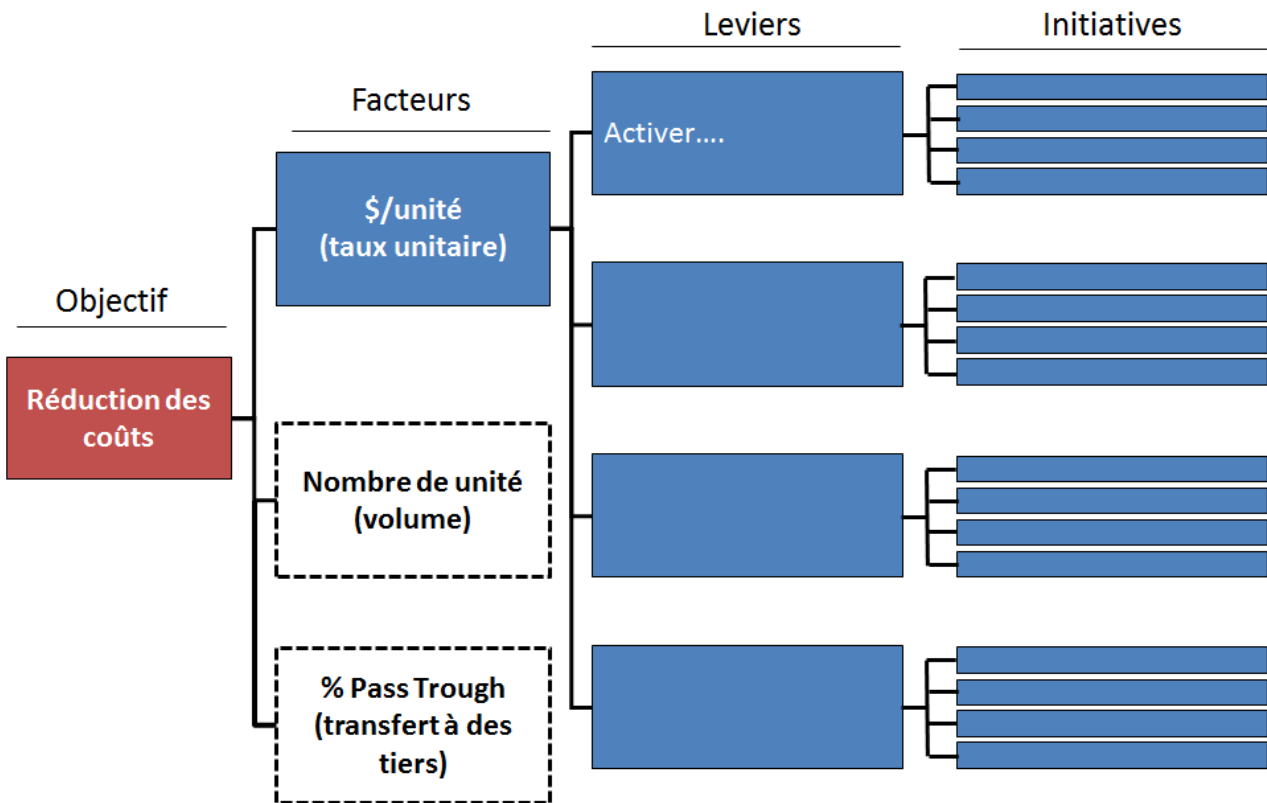 Leviers
Initiatives
Facteurs
Activer....
$/unité
(taux unitaire)
Objectif
Réduction des
coûts
Nombre de unité
(volume)
% Pass Trough
(transfert à des
tiers)